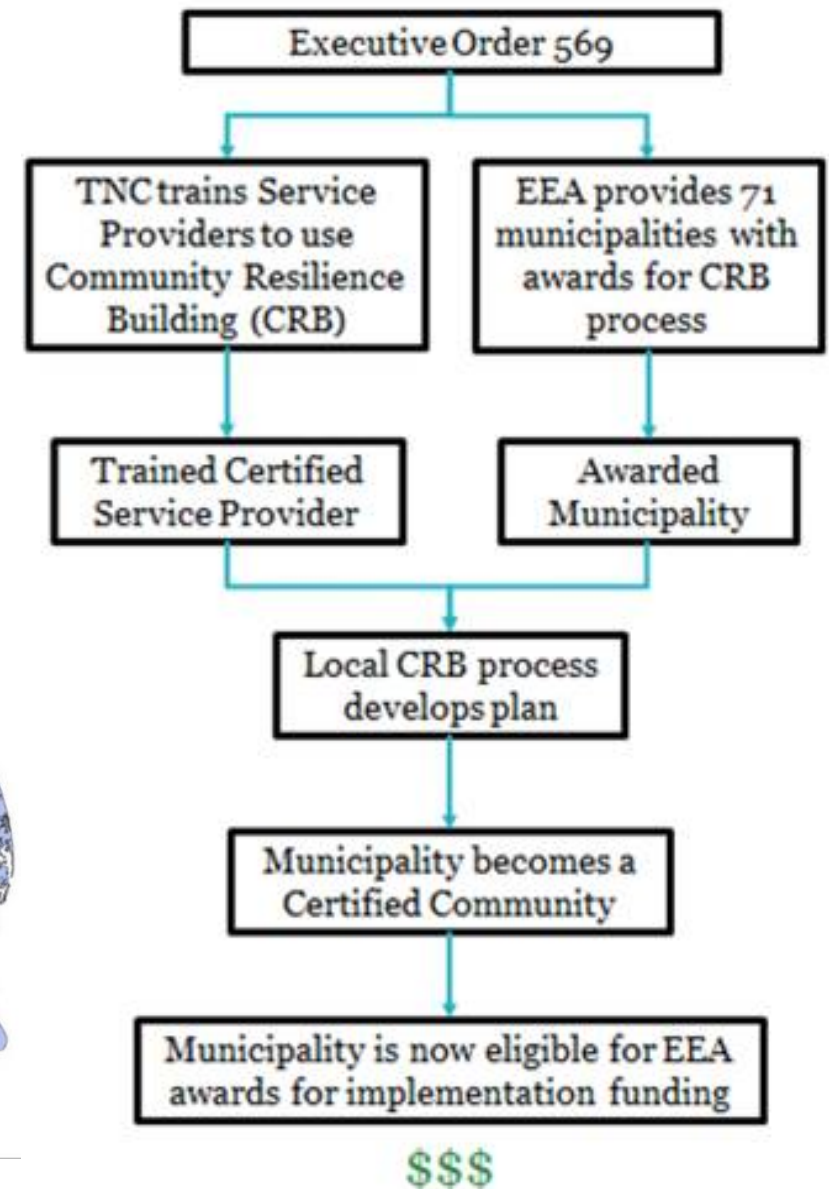 Executive Order 569
TNC trains Service
Providers to use
Community Resilience
Building (CRB)
EEA provides 71
municipalities with
awards for CRB
process
Trained Certified
Service Provider
Awarded
Municipality
Local CRB process
develops plan
Municipality becomes a
Certified Community
Municipality is now eligible for EEA
awards for implementation funding
$$$